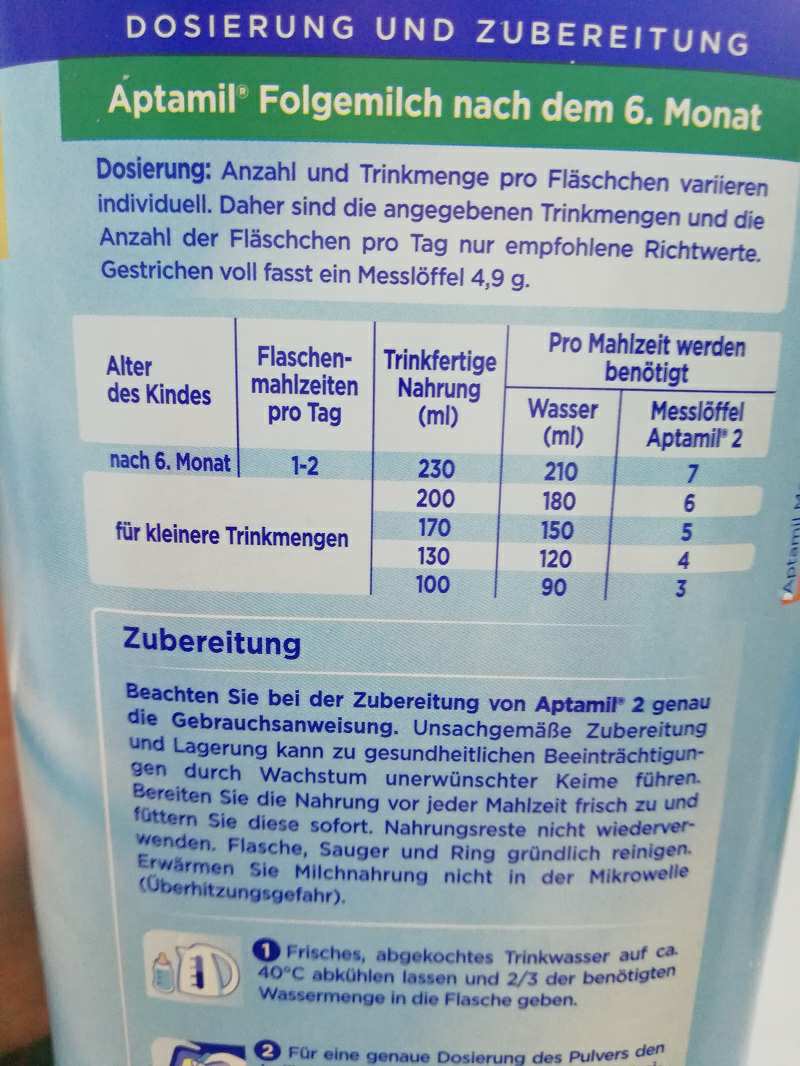 DOSIERUNG UND ZUBEREITUNG
Aptamil® Folgemilch nach dem 6. Monat
Dosierung: Anzahl und Trinkmenge pro Fläschchen variieren
individuell. Daher sind die angegebenen Trinkmengen und die
Anzahl der Fläschchen pro Tag nur empfohlene Richtwerte.
Gestrichen voll fasst ein Messlöffel 4,9 g.
Alter
des Kindes
Flaschen-
mahlzeiten
pro Tag
Trinkfertige
Nahrung
(ml)
Pro Mahlzeit werden
benötigt
Wasser
(ml)
Messlöffel
Aptamil® 2
nach 6. Monat 1-2 230 210 7
für kleinere Trinkmengen
200 180 6
170 150 5
130 120 4
100 90 3
Zubereitung
Beachten Sie bei der Zubereitung von Aptamil® 2 genau
die Gebrauchsanweisung. Unsachgemäße Zubereitung
und Lagerung kann zu gesundheitlichen Beeinträchtigun-
gen durch Wachstum unerwünschter Keime führen.
Bereiten Sie die Nahrung vor jeder Mahlzeit frisch zu und
füttern Sie diese sofort. Nahrungsreste nicht wiederver-
wenden. Flasche, Sauger und Ring gründlich reinigen.
Erwärmen Sie Milchnahrung nicht in der Mikrowelle
(Überhitzungsgefahr).
1 Frisches, abgekochtes Trinkwasser auf ca.
40°C abkühlen lassen und 2/3 der benötigten
Wassermenge in die Flasche geben.
2 Für eine genaue Dosierung des Pulvers den
Aptamil